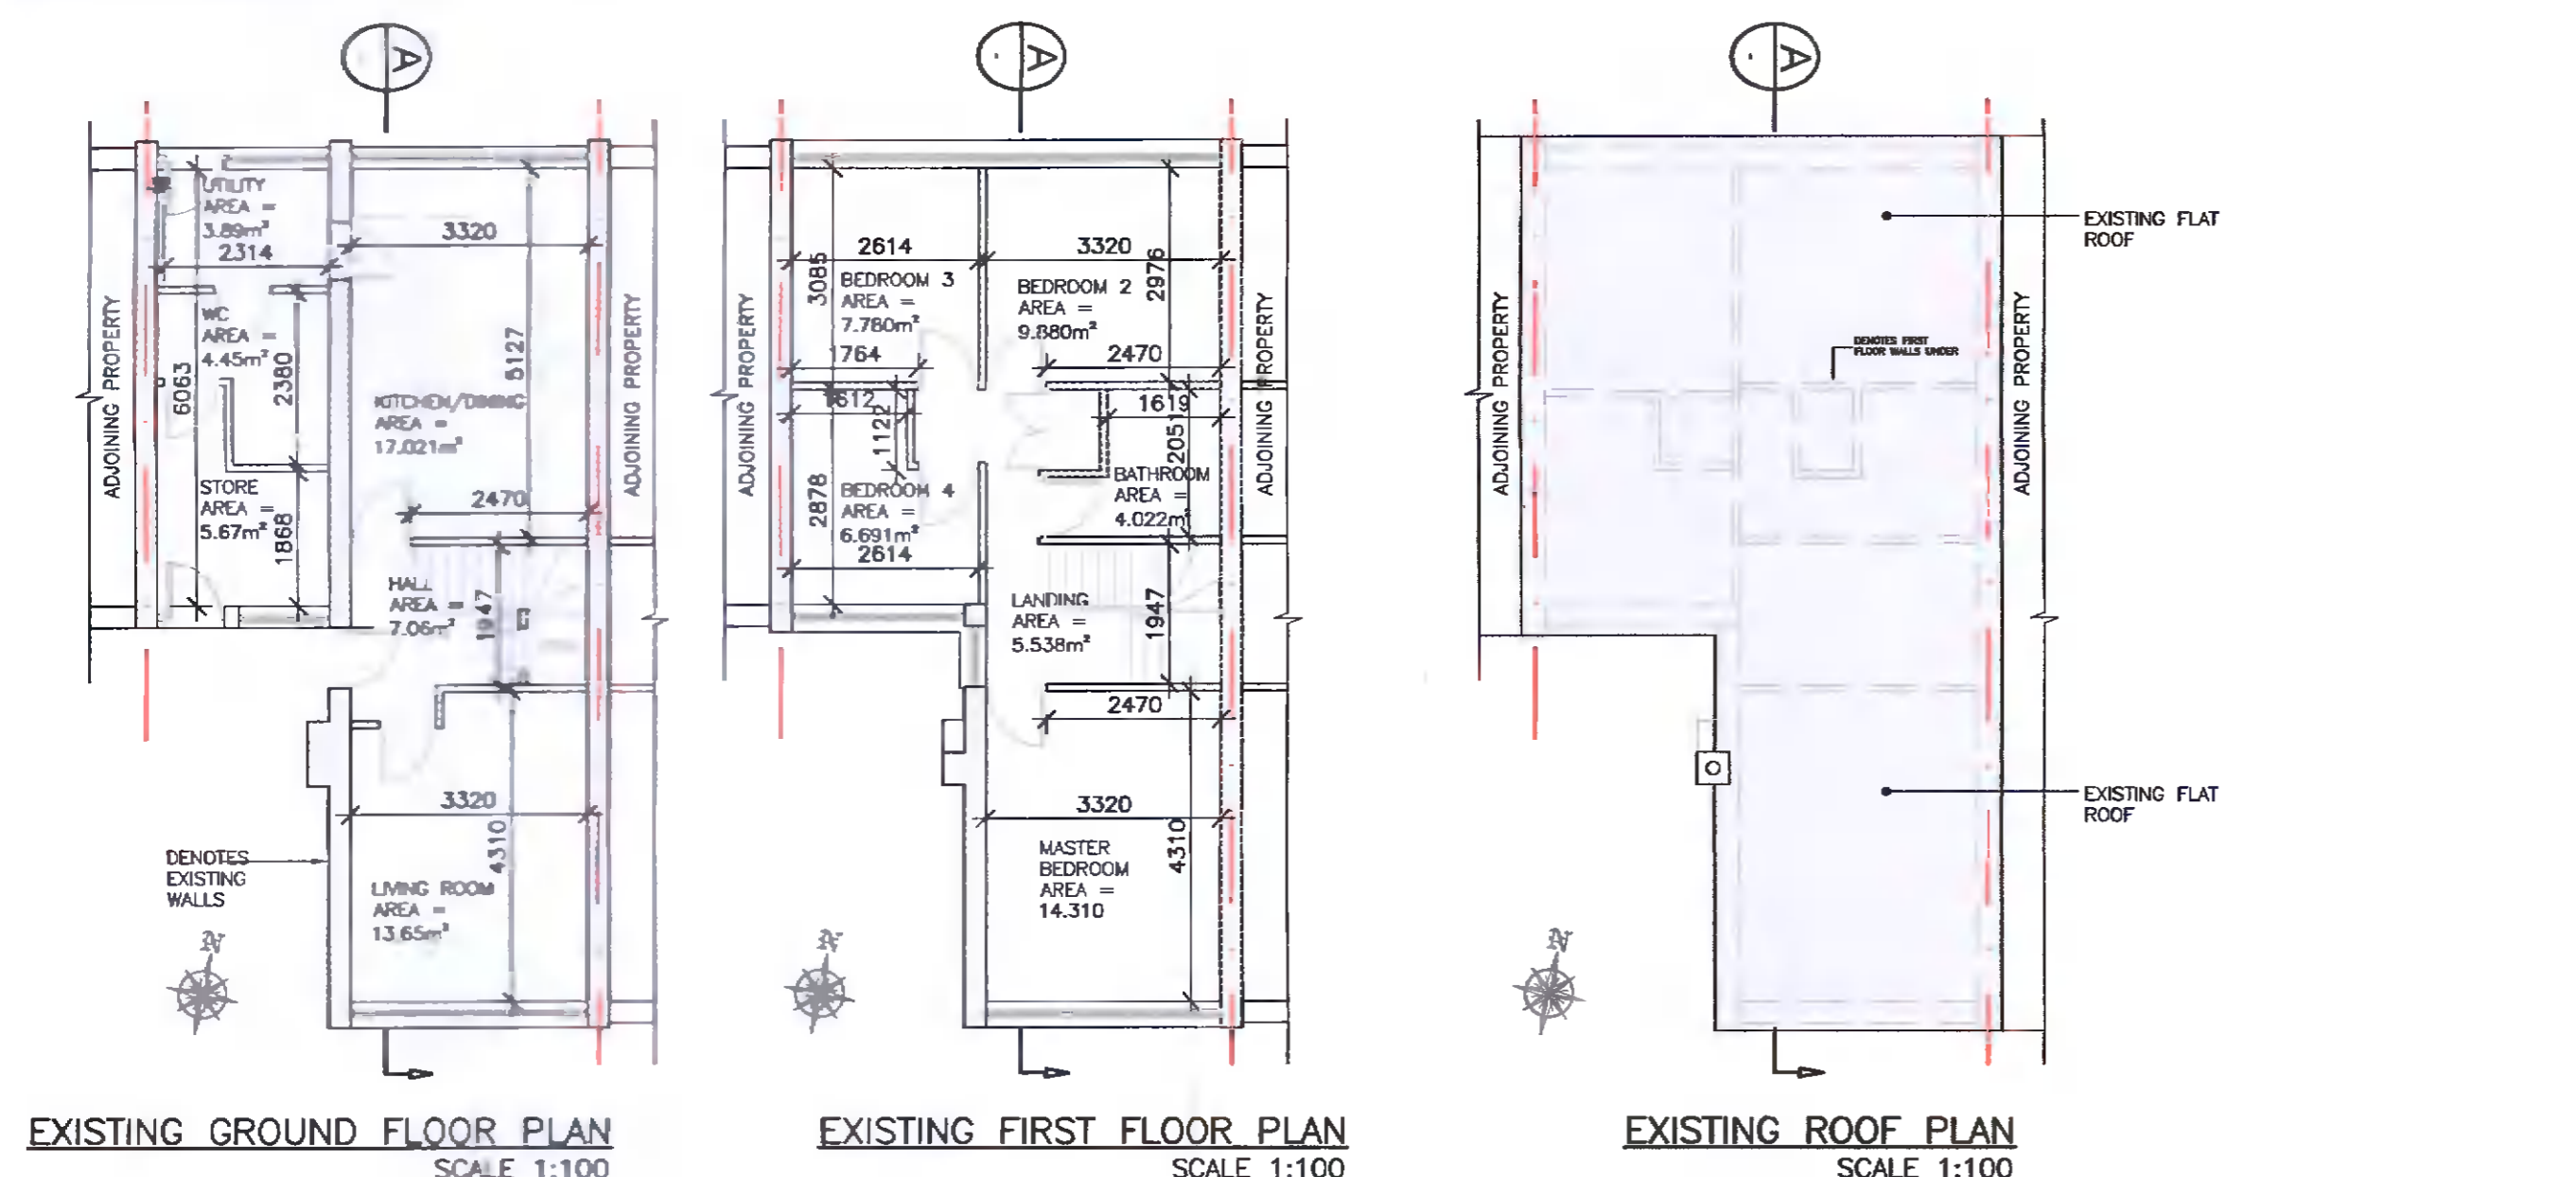 A
UTILITY
AREA =
3.89m²
2314
3320
WC
AREA =
4.45m²
6063
2380
5127
KITCHEN/DINING
AREA =
17.021m²
ADJOINING PROPERTY
ADJOINING PROPERTY
STORE
AREA =
5.67m²
1868
2470
HALL
AREA =
7.06m²
1947
3320
4310
DENOTES
EXISTING
WALLS
LIVING ROOM
AREA =
13.65m²
N
EXISTING GROUND FLOOR PLAN
SCALE 1:100
A
2614
3320
3085
2976
BEDROOM 3
AREA =
7.780m²
BEDROOM 2
AREA =
9.880m²
ADJOINING PROPERTY
ADJOINING PROPERTY
1764
2470
1612
1122
1619
2051
2878
BEDROOM 4
AREA =
6.691m²
2614
BATHROOM
AREA =
4.022m²
LANDING
AREA =
5.538m²
1947
2470
3320
4310
MASTER
BEDROOM
AREA =
14.310
N
EXISTING FIRST FLOOR PLAN
SCALE 1:100
A
EXISTING FLAT
ROOF
DENOTES FIRST
FLOOR WALLS UNDER
ADJOINING PROPERTY
ADJOINING PROPERTY
EXISTING FLAT
ROOF
N
EXISTING ROOF PLAN
SCALE 1:100